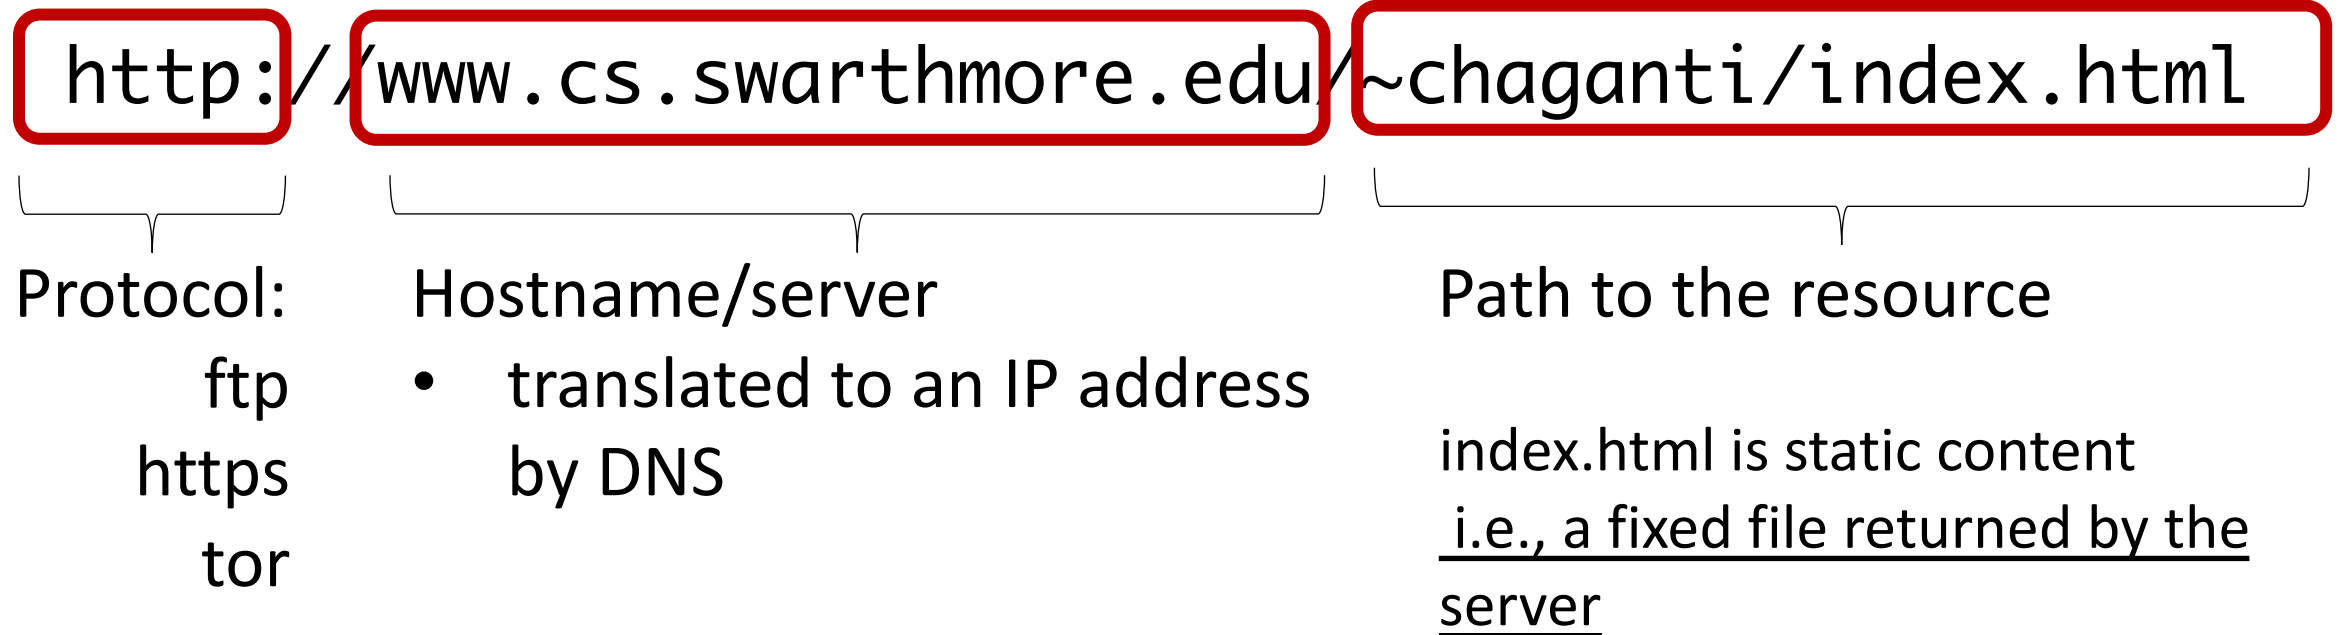 http://www.cs.swarthmore.edu/~chaganti/index.html
Protocol:
ftp
https
tor
Hostname/server
• translated to an IP address
by DNS
Path to the resource
index.html is static content
i.e., a fixed file returned by the
server